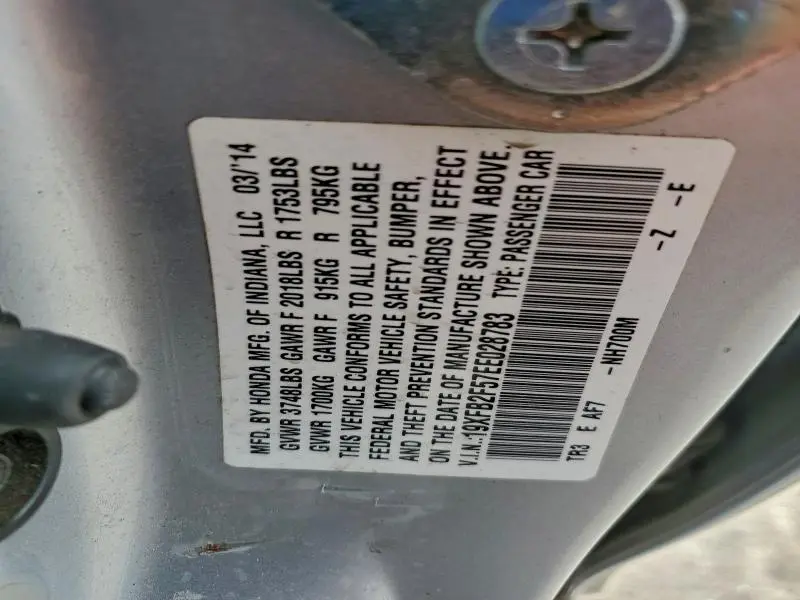 MFD. BY HONDA MFG. OF INDIANA, LLC 03/'14
GVWR 3748LBS GAWR F 2018LBS R 1753LBS
GVWR 1700KG GAWR F 915KG R 795KG
THIS VEHICLE CONFORMS TO ALL APPLICABLE
FEDERAL MOTOR VEHICLE SAFETY, BUMPER,
AND THEFT PREVENTION STANDARDS IN EFFECT
ON THE DATE OF MANUFACTURE SHOWN ABOVE.
V.I.N.:19XFB2F57EE028783 TYPE: PASSENGER CAR
TR3 E AF7 -NH700M -Z -E